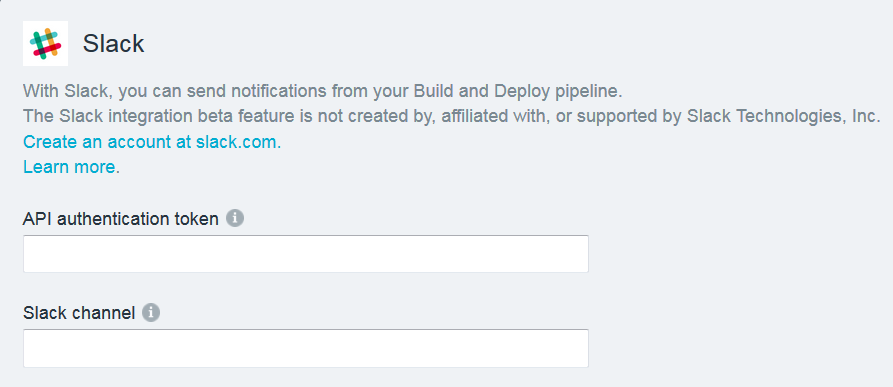 Slack
With Slack, you can send notifications from your Build and Deploy pipeline.
The Slack integration beta feature is not created by, affiliated with, or supported by Slack Technologies, Inc.
Create an account at slack.com.
Learn more.
API authentication token
Slack channel